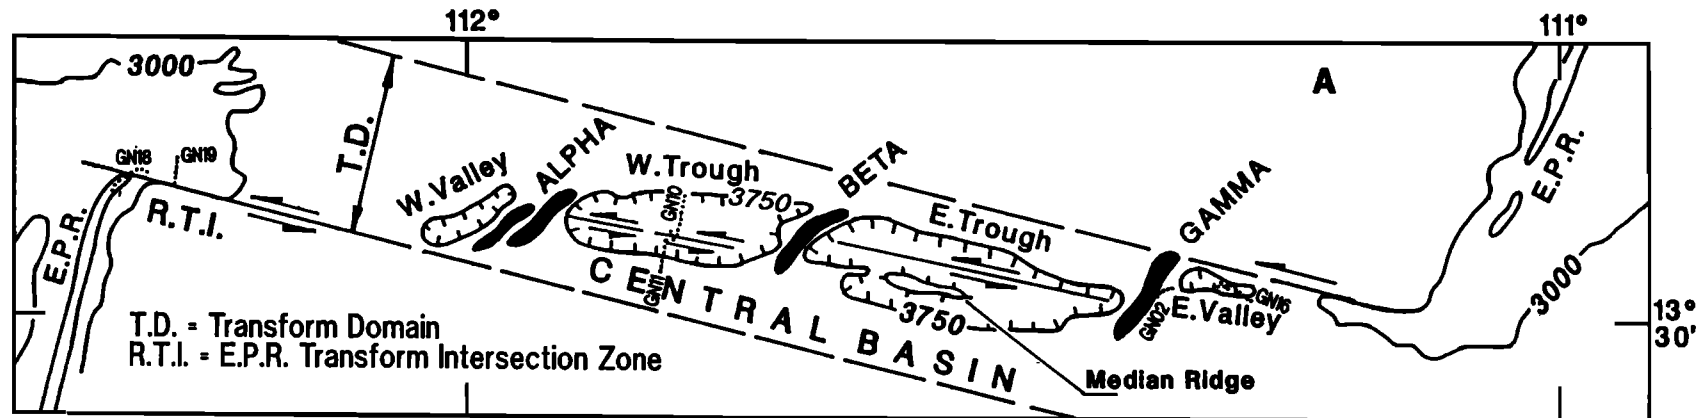 112°
111°
3000
A
T.D.
GN18
GN19
ALPHA
W.Trough
BETA
W.Valley
3750
GN10
E.P.R.
GAMMA
R.T.I.
E.Trough
E.P.R.
GN11
CENTRAL BASIN
3750
GN02
E.Valley
GN16
3000
13°
30'
T.D. = Transform Domain
R.T.I. = E.P.R. Transform Intersection Zone
Median Ridge